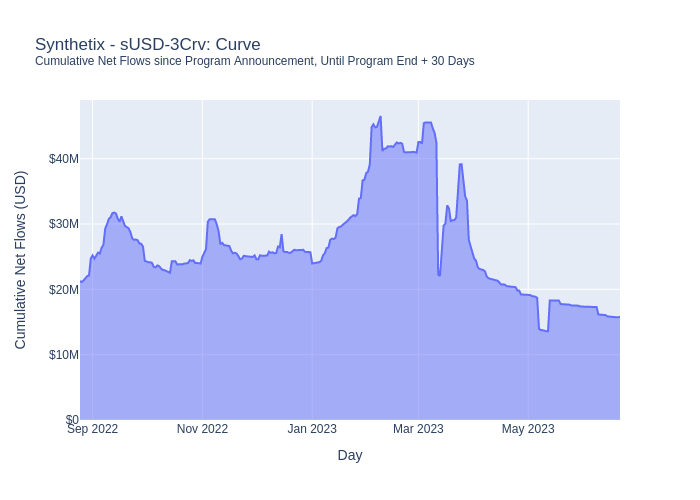 Synthetix - sUSD-3Crv: Curve
Cumulative Net Flows since Program Announcement, Until Program End + 30 Days
Cumulative Net Flows (USD)
$40M
$30M
$20M
$10M
$0
Sep 2022 Nov 2022 Jan 2023 Mar 2023 May 2023
Day